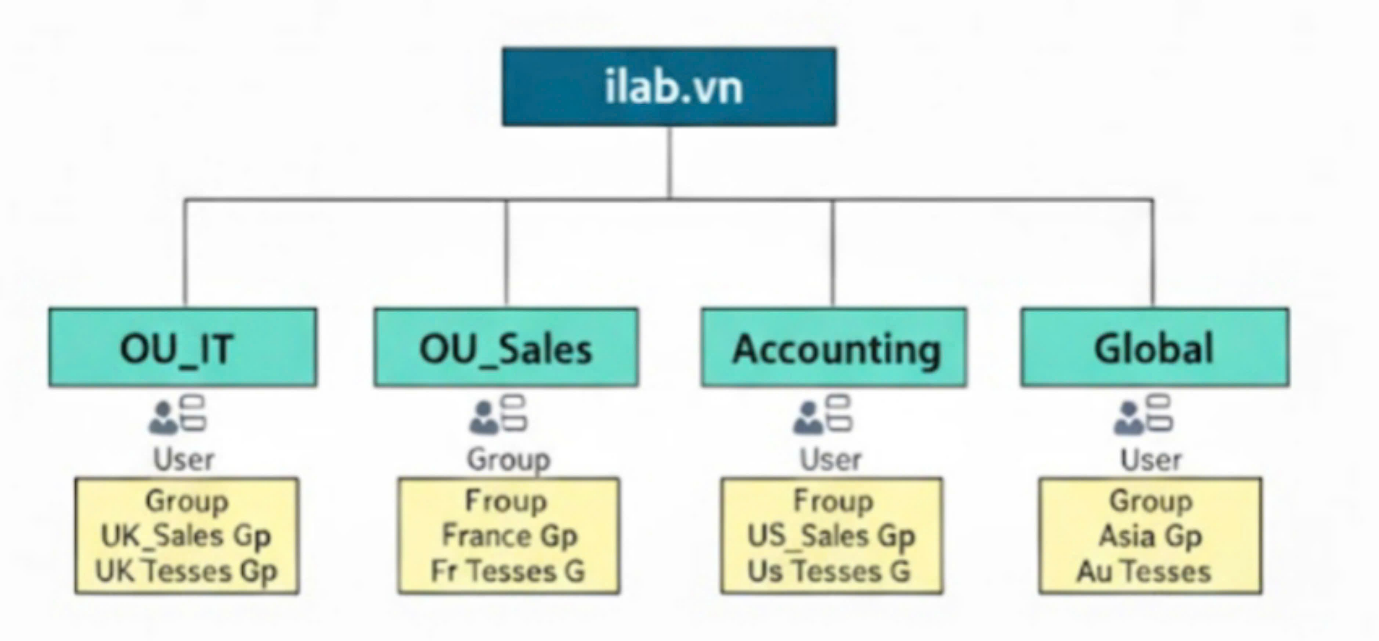 ilab.vn
OU_IT
OU_Sales
Accounting
Global
User
Group
User
User
Group
UK_Sales Gp
UK Tesses Gp
Froup
France Gp
Fr Tesses G
Froup
US_Sales Gp
Us Tesses G
Group
Asia Gp
Au Tesses